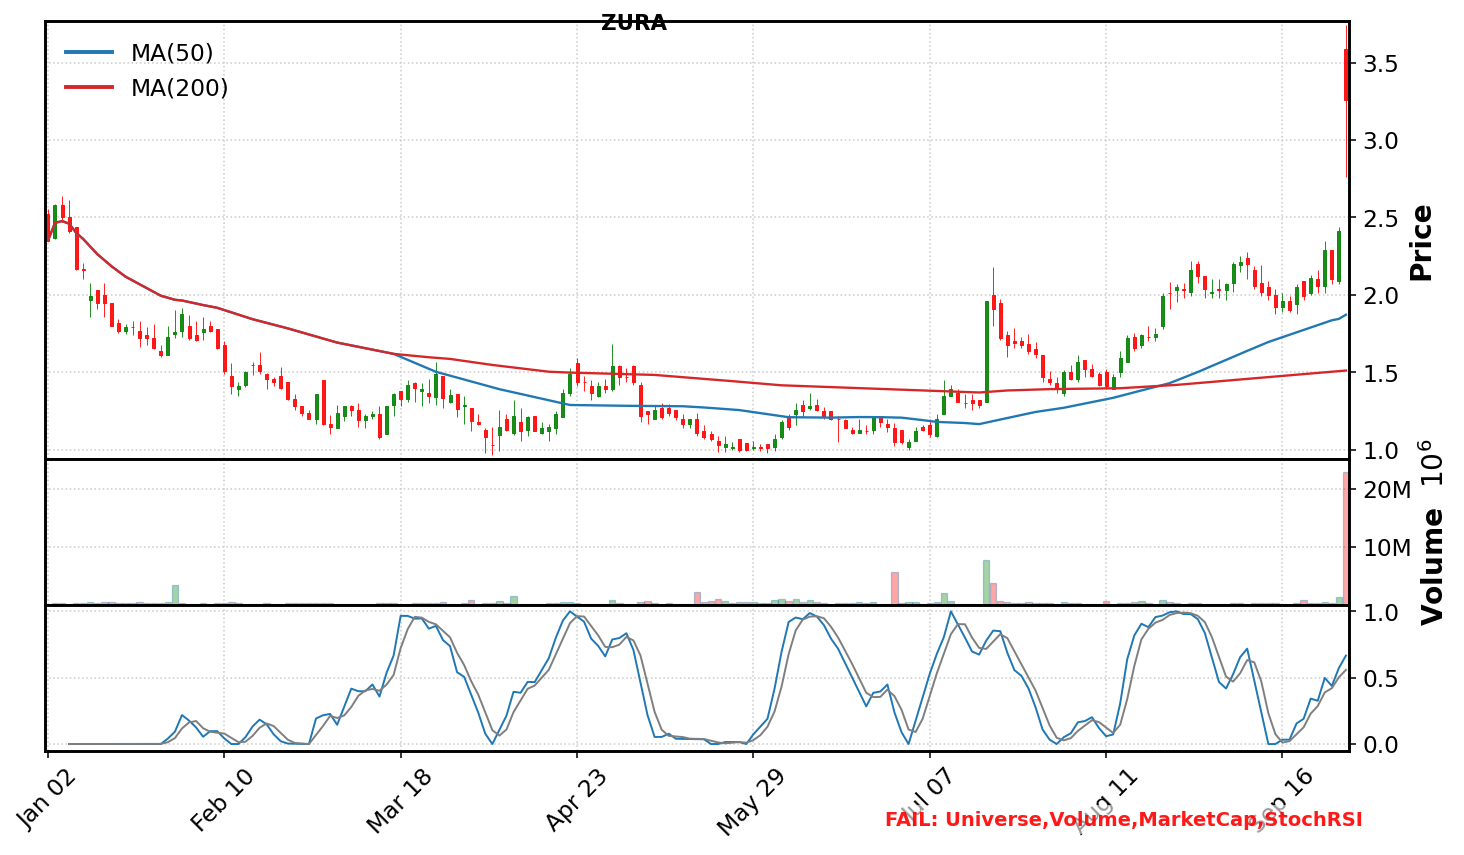 ZURA
MA(50)
MA(200)
3.5
3.0
2.5
2.0
1.5
1.0
Price
20M
10M
Volume 10^6
1.0
0.5
0.0
Jan 02
Feb 10
Mar 18
Apr 23
May 29
Jul 07
Aug 11
Sep 16
FAIL: Universe,Volume,MarketCap,StochRSI